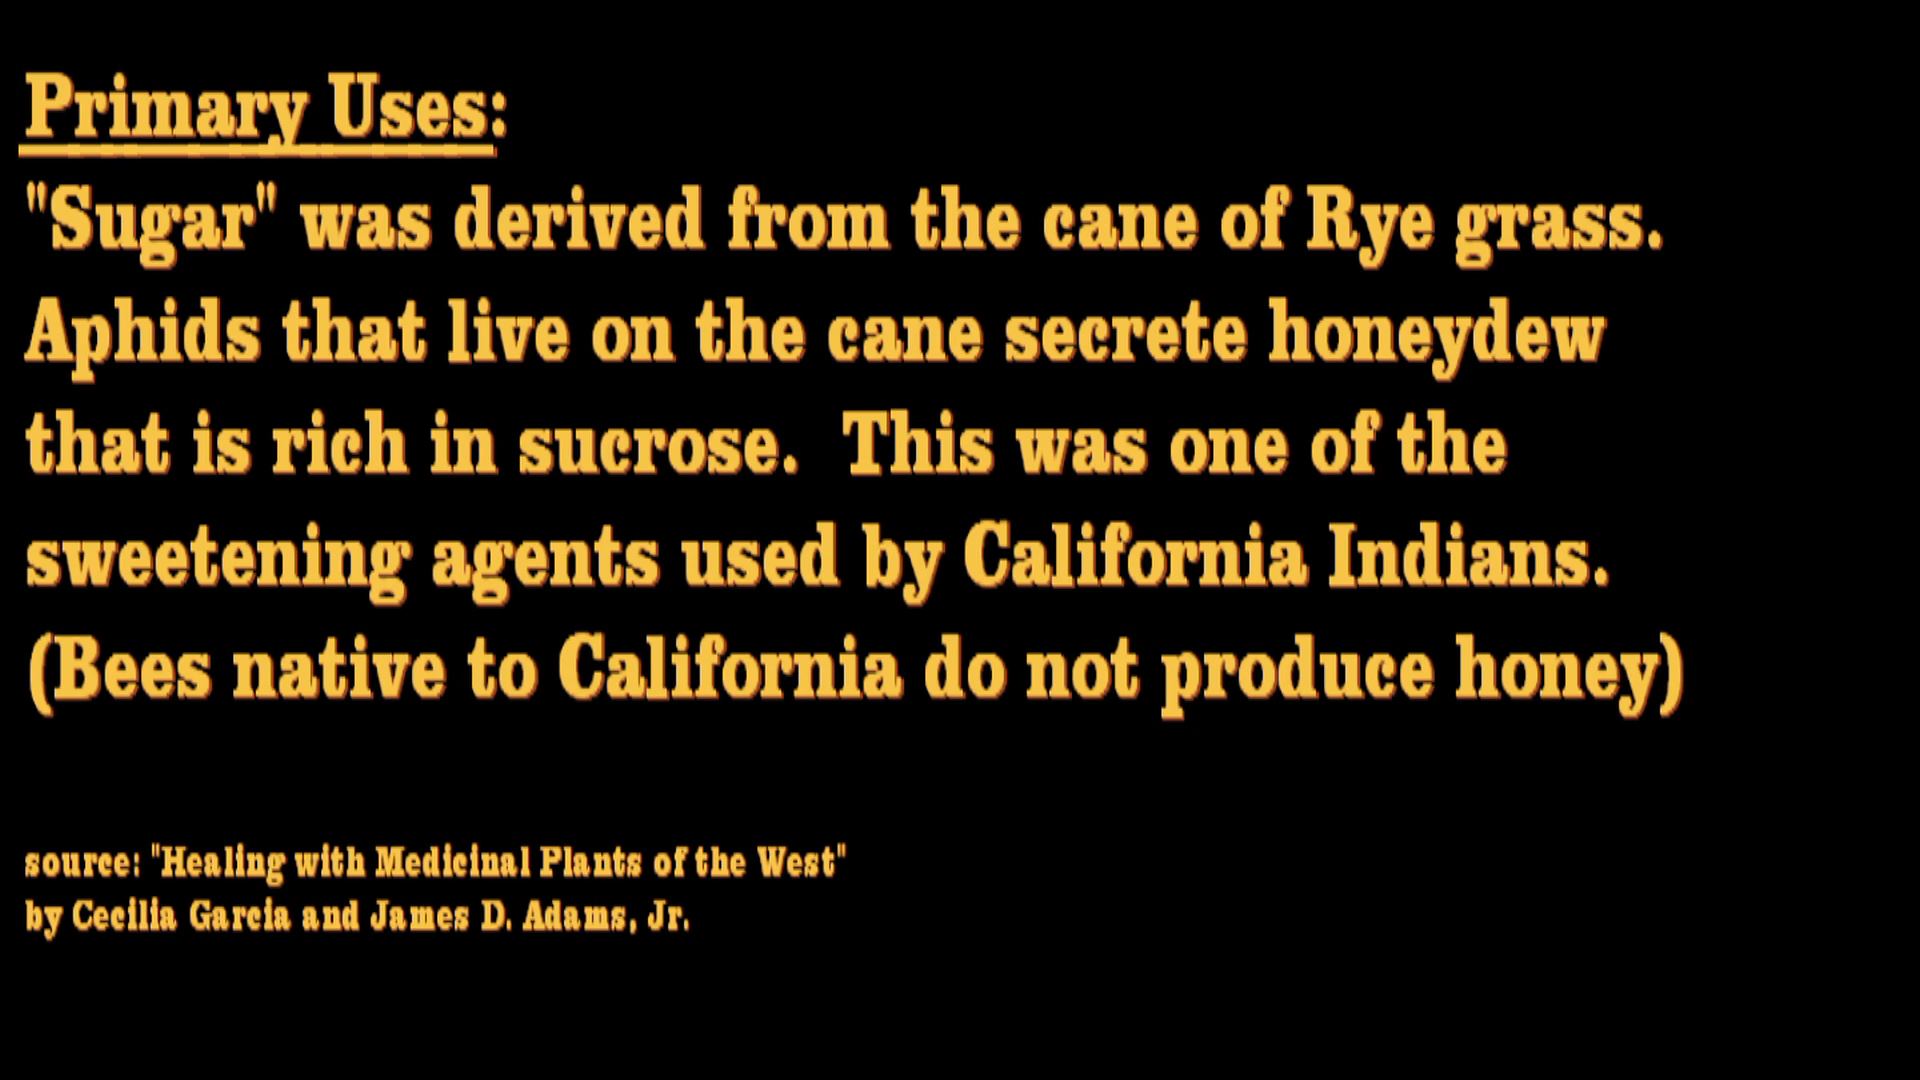 Primary Uses:
"Sugar" was derived from the cane of Rye grass.
Aphids that live on the cane secrete honeydew
that is rich in sucrose.  This was one of the
sweetening agents used by California Indians.
(Bees native to California do not produce honey)
source: "Healing with Medicinal Plants of the West"
by Cecilia Garcia and James D. Adams, Jr.